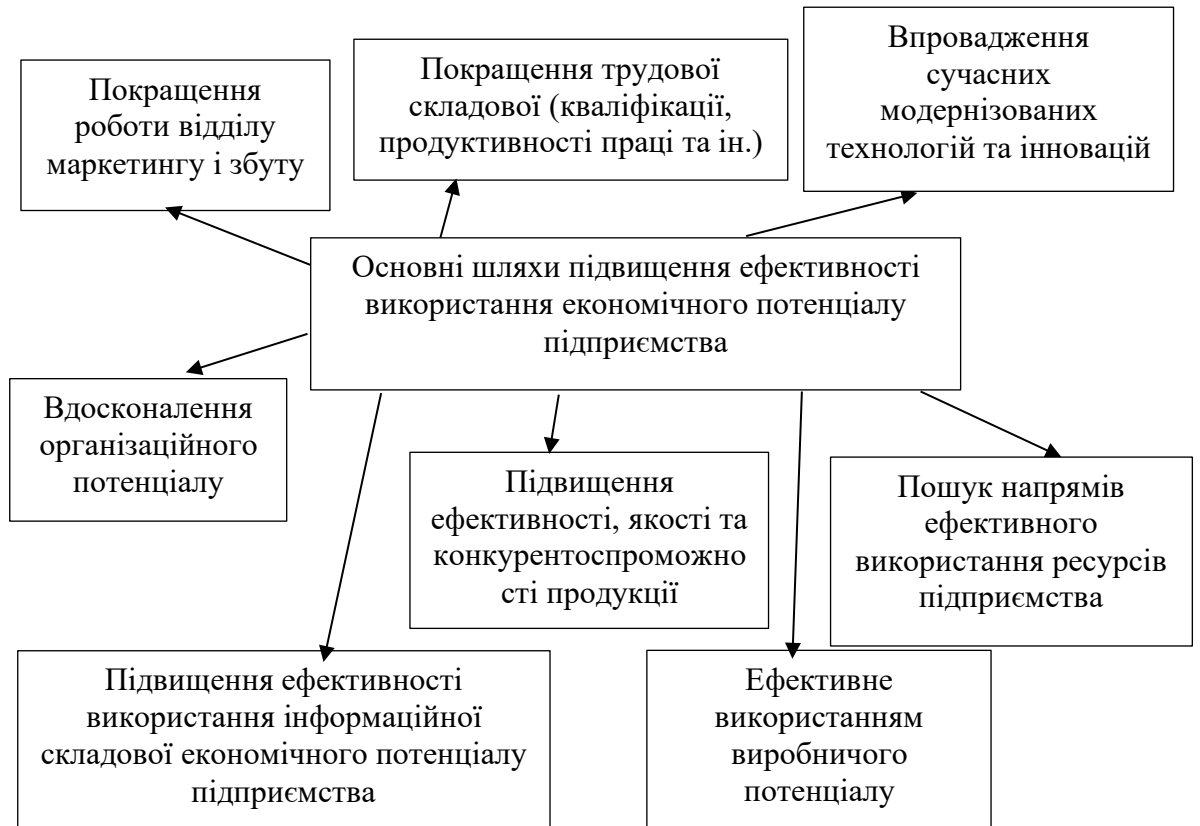 Покращення
роботи відділу
маркетингу і збуту
Покращення трудової
складової (кваліфікації,
продуктивності праці та ін.)
Впровадження
сучасних
модернізованих
технологій та інновацій
Основні шляхи підвищення ефективності
використання економічного потенціалу
підприємства
Вдосконалення
організаційного
потенціалу
Підвищення
ефективності, якості та
конкурентоспроможно
сті продукції
Пошук напрямів
ефективного
використання ресурсів
підприємства
Підвищення ефективності
використання інформаційної
складової економічного потенціалу
підприємства
Ефективне
використанням
виробничого
потенціалу